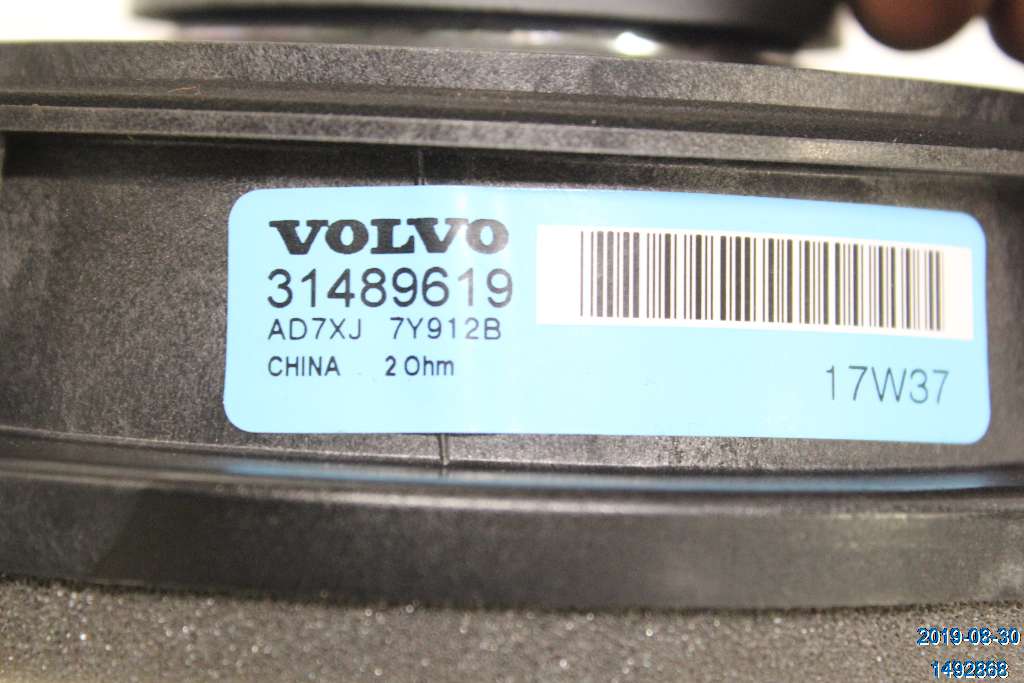 VOLVO
31489619
AD7XJ 7Y912B
CHINA 2 Ohm
17W37
2019-08-30
1492868